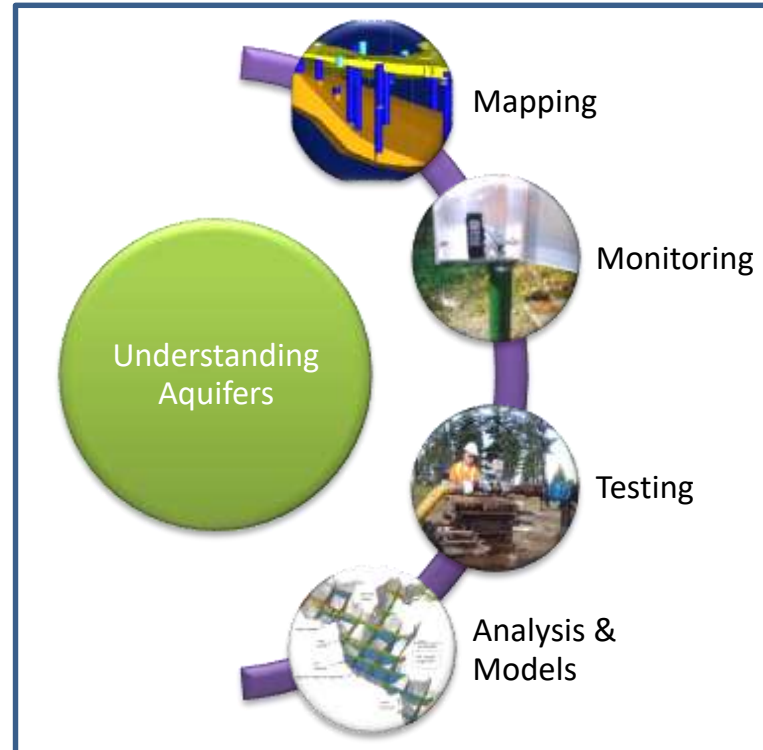 Mapping
Monitoring
Understanding
Aquifers
Testing
Analysis &
Models